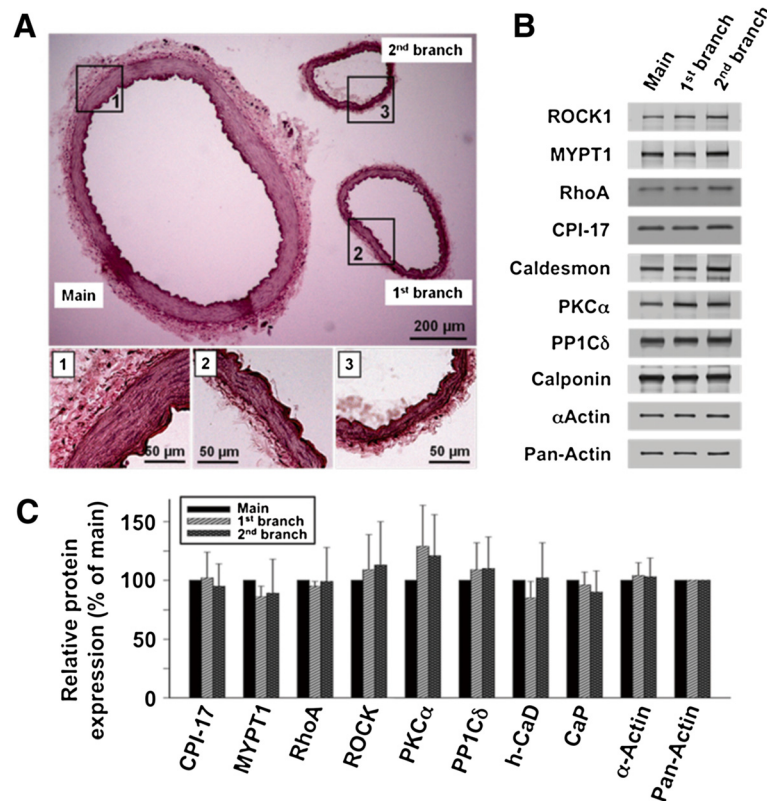 A
2nd branch
1
3
2
Main
1st branch
200 µm
1
2
3
50 µm
50 µm
50 µm
B
Main
1st branch
2nd branch
ROCK1
MYPT1
RhoA
CPI-17
Caldesmon
PKCα
PP1Cδ
Calponin
αActin
Pan-Actin
C
Main
1st branch
2nd branch
Relative protein
expression (% of main)
150
100
50
0
CPI-17
MYPT1
RhoA
ROCK
PKCα
PP1Cδ
h-CaD
CaP
α-Actin
Pan-Actin